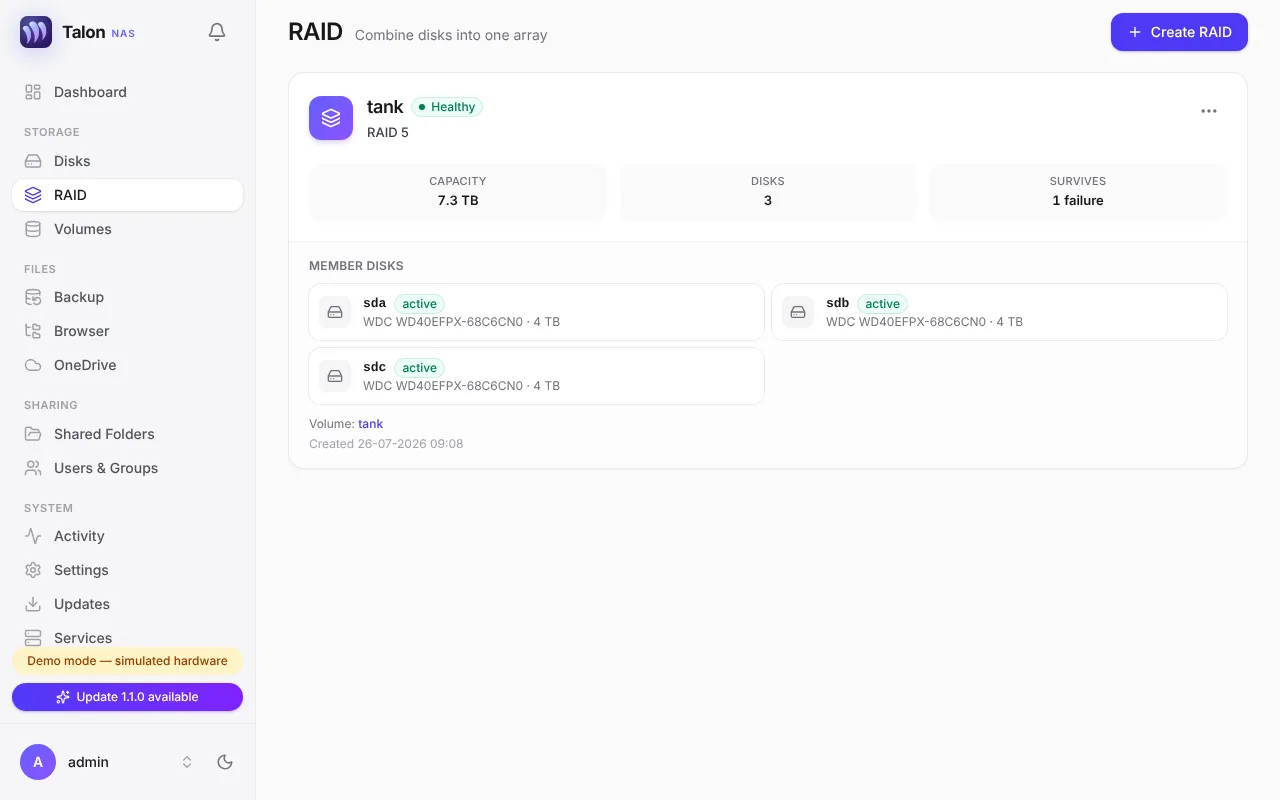 Talon NAS
Dashboard
STORAGE
Disks
RAID
Volumes
FILES
Backup
Browser
OneDrive
SHARING
Shared Folders
Users & Groups
SYSTEM
Activity
Settings
Updates
Services
Demo mode — simulated hardware
Update 1.1.0 available
A admin
RAID Combine disks into one array
+ Create RAID
tank Healthy
RAID 5
CAPACITY
7.3 TB
DISKS
3
SURVIVES
1 failure
MEMBER DISKS
sda active
WDC WD40EFPX-68C6CN0 · 4 TB
sdb active
WDC WD40EFPX-68C6CN0 · 4 TB
sdc active
WDC WD40EFPX-68C6CN0 · 4 TB
Volume: tank
Created 26-07-2026 09:08